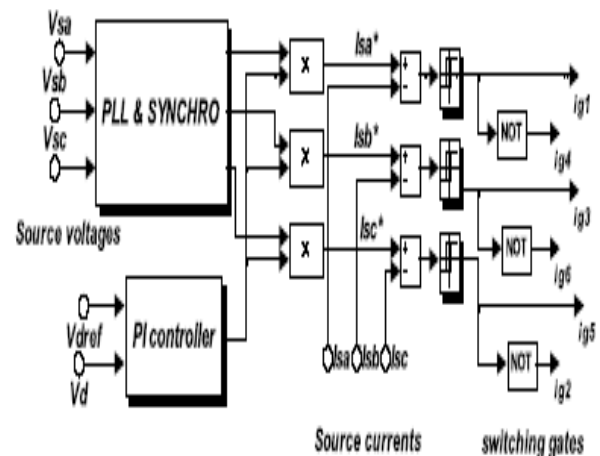 Vsa
Vsb
Vsc
PLL & SYNCHRO
Source voltages
Vdref
Vd
PI controller
x
x
x
Isa*
Isb*
Isc*
+
-
+
-
+
-
NOT
NOT
NOT
ig1
ig4
ig3
ig6
ig5
ig2
Isa Isb Isc
Source currents
switching gates